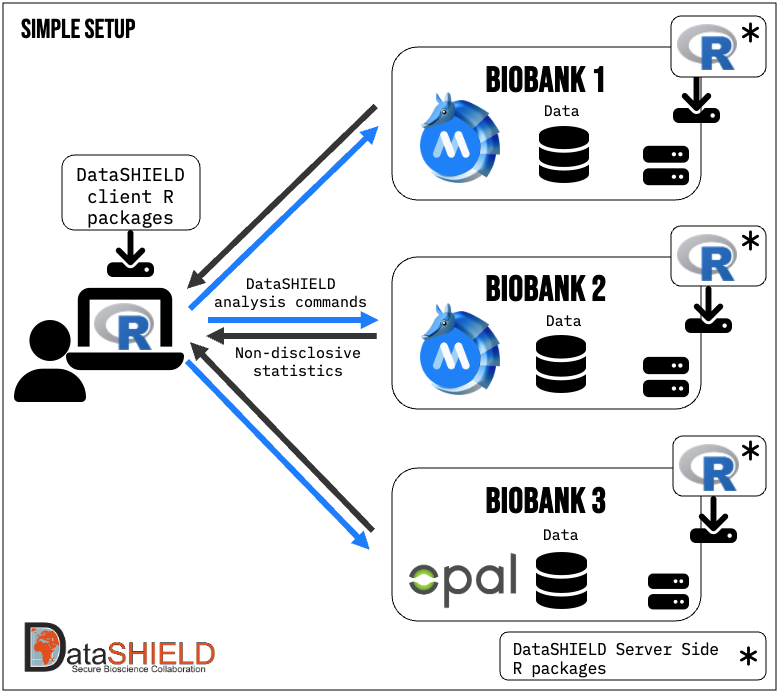 SIMPLE SETUP
R
*
BIOBANK 1
Data
M
DataSHIELD
client R
packages
R
DataSHIELD
analysis commands
Non-disclosive
statistics
R
*
BIOBANK 2
Data
M
R
*
BIOBANK 3
Data
opal
DataSHIELD
Secure Bioscience Collaboration
DataSHIELD Server Side
R packages
*